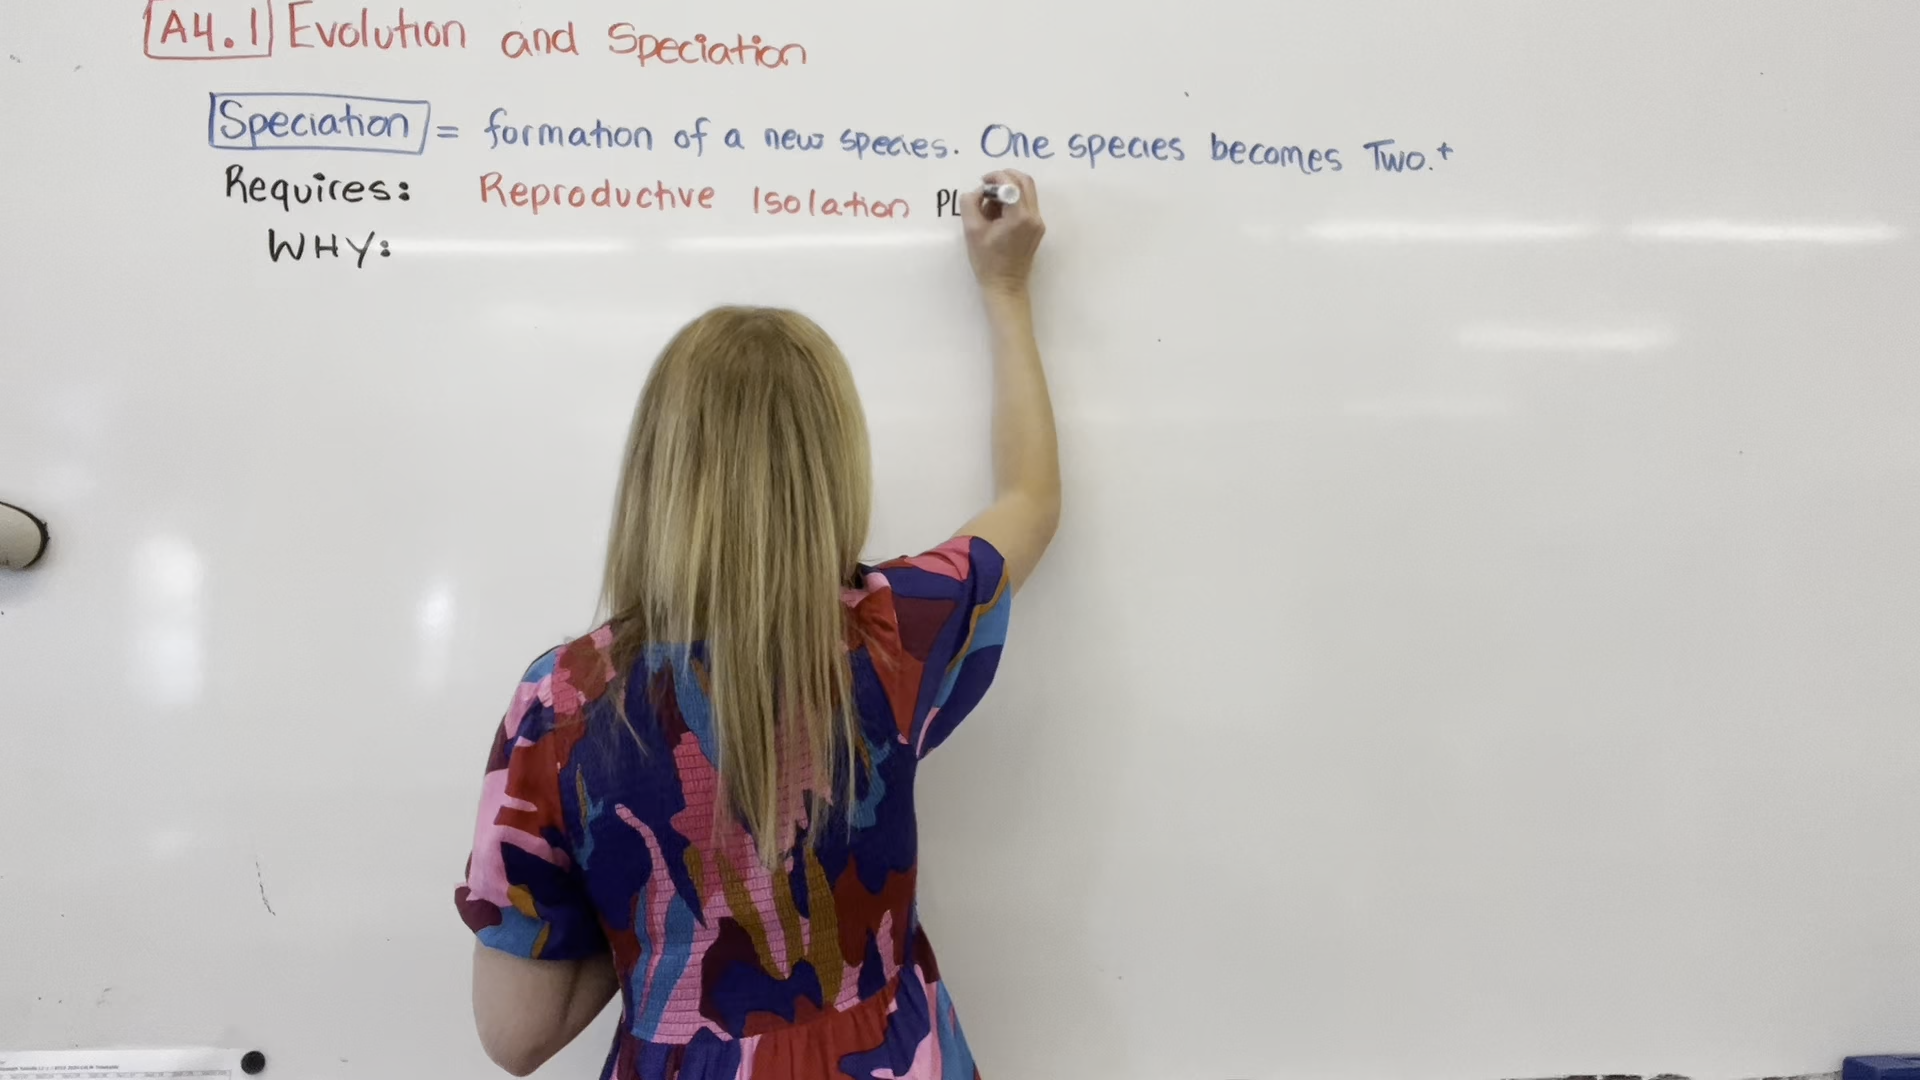 A4.1 Evolution and Speciation
Speciation = formation of a new species. One species becomes Two.+
Requires: Reproductive Isolation PL
WHY: